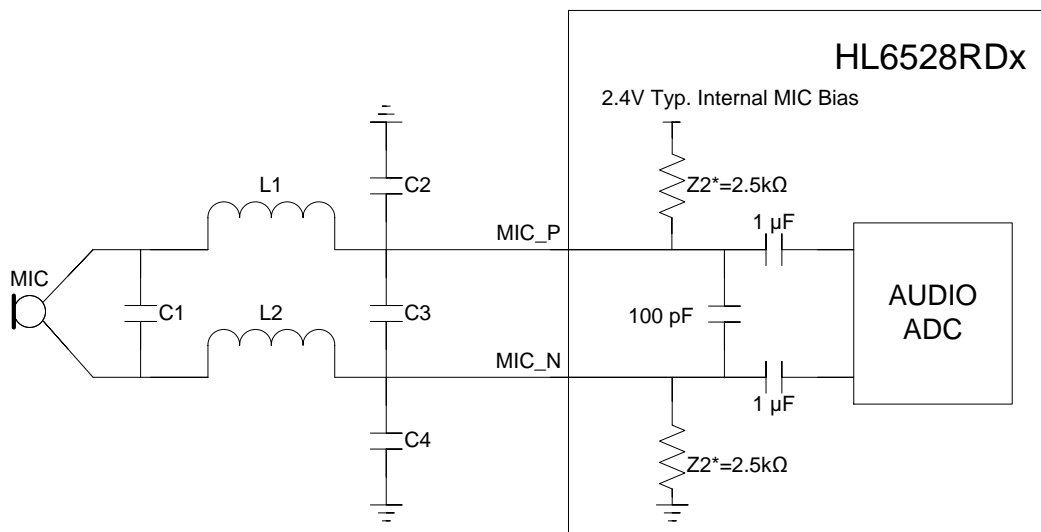 HL6528RDx
2.4V Typ. Internal MIC Bias
C2
Z2*=2.5kΩ
L1
MIC_P
1 µF
MIC
C1
L2
C3
100 pF
AUDIO
ADC
MIC_N
1 µF
C4
Z2*=2.5kΩ